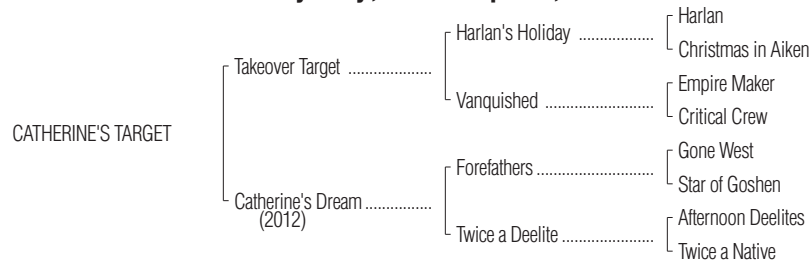 Harlan
Harlan's Holiday ..................
Christmas in Aiken
Takeover Target ....................
Empire Maker
Vanquished .........................
Critical Crew
CATHERINE'S TARGET
Gone West
Forefathers ..........................
Star of Goshen
Catherine's Dream ................
(2012)
Afternoon Deelites
Twice a Deelite .....................
Twice a Native